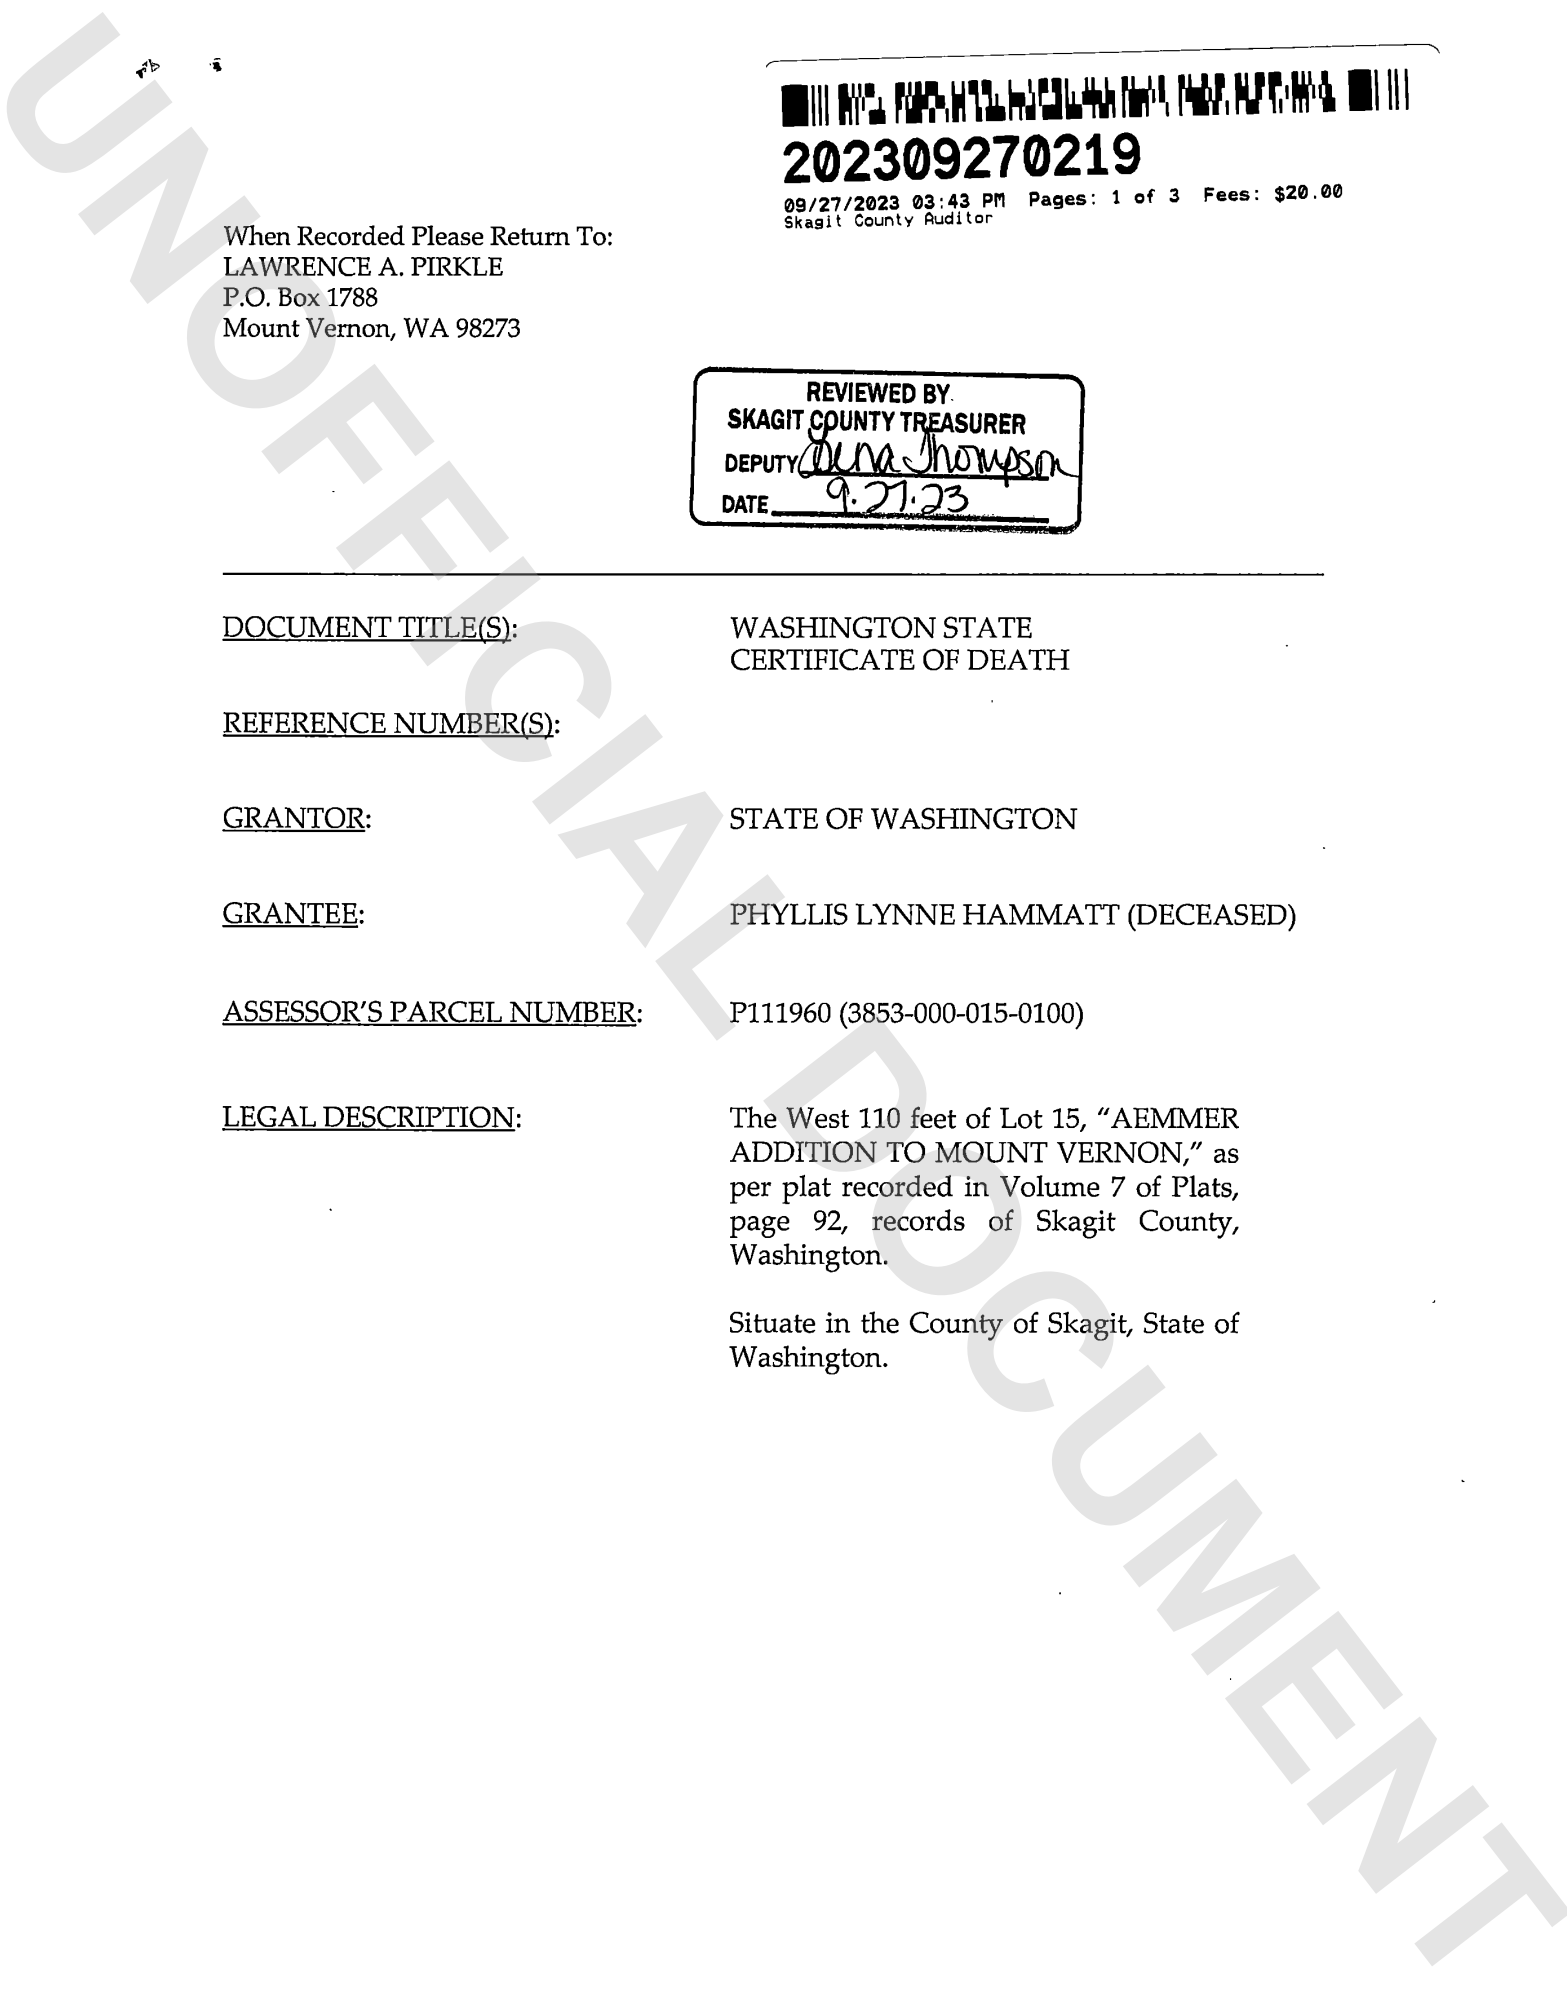 202309270219
09/27/2023 03:43 PM Pages: 1 of 3 Fees: $20.00
Skagit County Auditor
When Recorded Please Return To:
LAWRENCE A. PIRKLE
P.O. Box 1788
Mount Vernon, WA 98273
REVIEWED BY
SKAGIT COUNTY TREASURER
DEPUTY Lena Thompson
DATE 9.27.23
DOCUMENT TITLE(S): WASHINGTON STATE
CERTIFICATE OF DEATH
REFERENCE NUMBER(S):
GRANTOR: STATE OF WASHINGTON
GRANTEE: PHYLLIS LYNNE HAMMATT (DECEASED)
ASSESSOR'S PARCEL NUMBER: P111960 (3853-000-015-0100)
LEGAL DESCRIPTION: The West 110 feet of Lot 15, “AEMMER
ADDITION TO MOUNT VERNON,” as
per plat recorded in Volume 7 of Plats,
page 92, records of Skagit County,
Washington.
Situate in the County of Skagit, State of
Washington.
UNOFFICIAL DOCUMENT